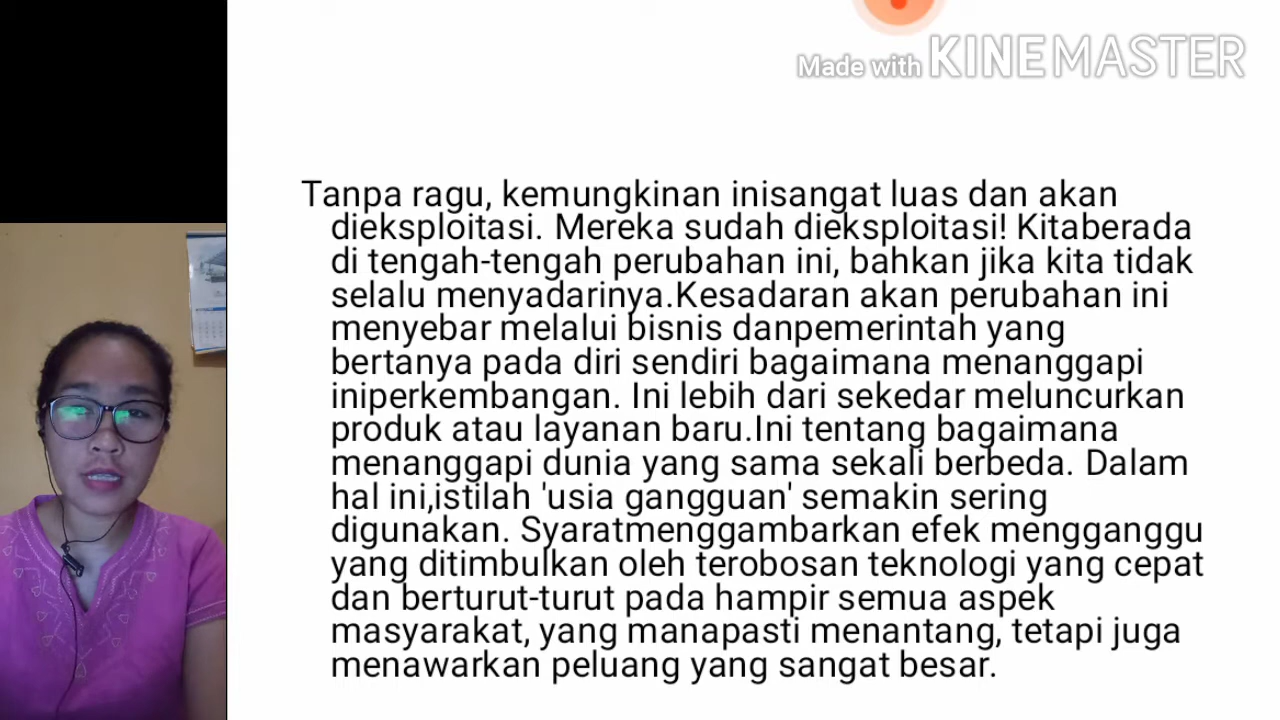 Made with KINEMASTER
Tanpa ragu, kemungkinan inisangat luas dan akan
dieksploitasi. Mereka sudah dieksploitasi! Kitaberada
di tengah-tengah perubahan ini, bahkan jika kita tidak
selalu menyadarinya.Kesadaran akan perubahan ini
menyebar melalui bisnis danpemerintah yang
bertanya pada diri sendiri bagaimana menanggapi
iniperkembangan. Ini lebih dari sekedar meluncurkan
produk atau layanan baru.Ini tentang bagaimana
menanggapi dunia yang sama sekali berbeda. Dalam
hal ini,istilah 'usia gangguan' semakin sering
digunakan. Syaratmenggambarkan efek mengganggu
yang ditimbulkan oleh terobosan teknologi yang cepat
dan berturut-turut pada hampir semua aspek
masyarakat, yang manapasti menantang, tetapi juga
menawarkan peluang yang sangat besar.